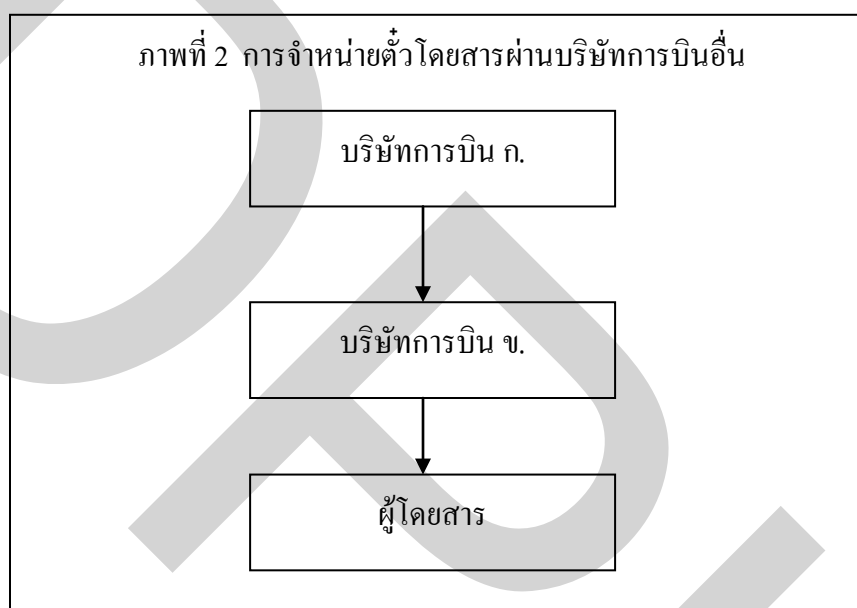 ภาพที่ 2 การจำหน่ายตั๋วโดยสารผ่านบริษัทการบินอื่น
บริษัทการบิน ก.
บริษัทการบิน ข.
ผู้โดยสาร